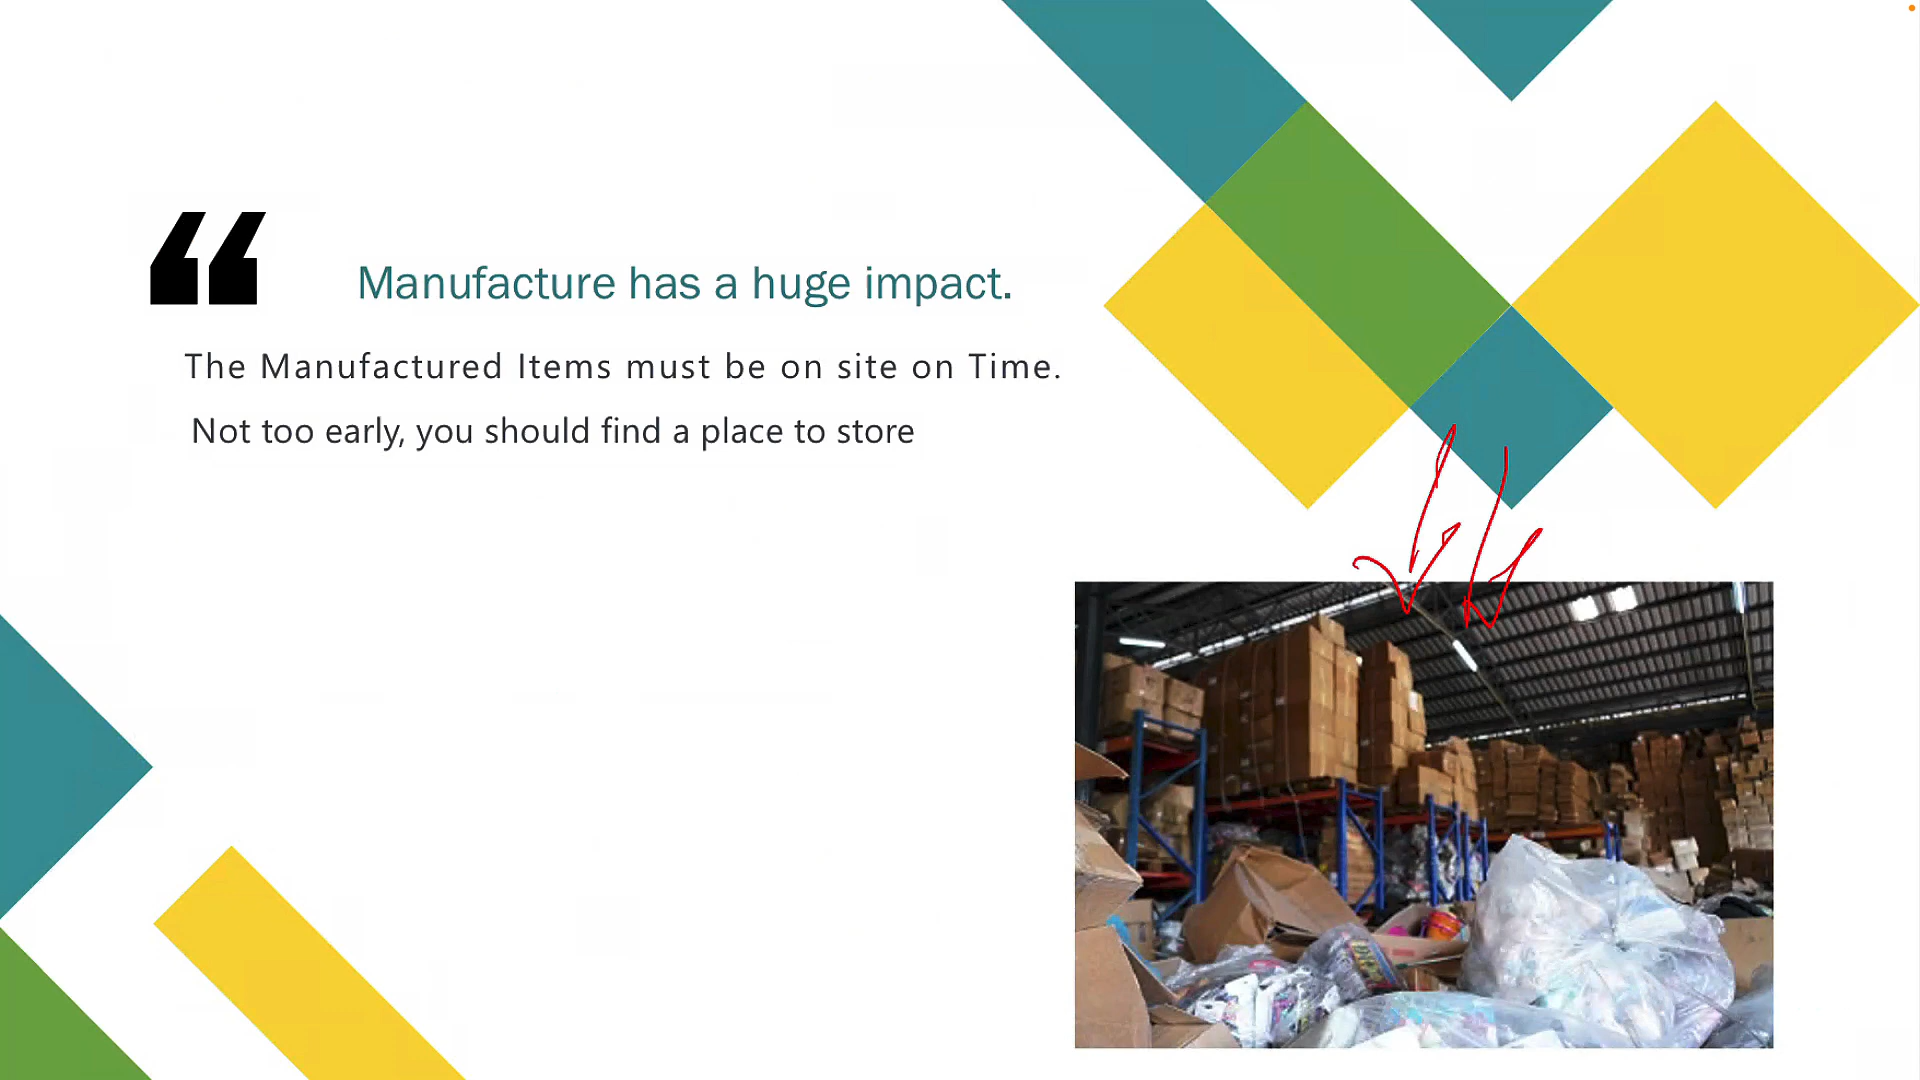 “
Manufacture has a huge impact.
The Manufactured Items must be on site on Time.
Not too early, you should find a place to store